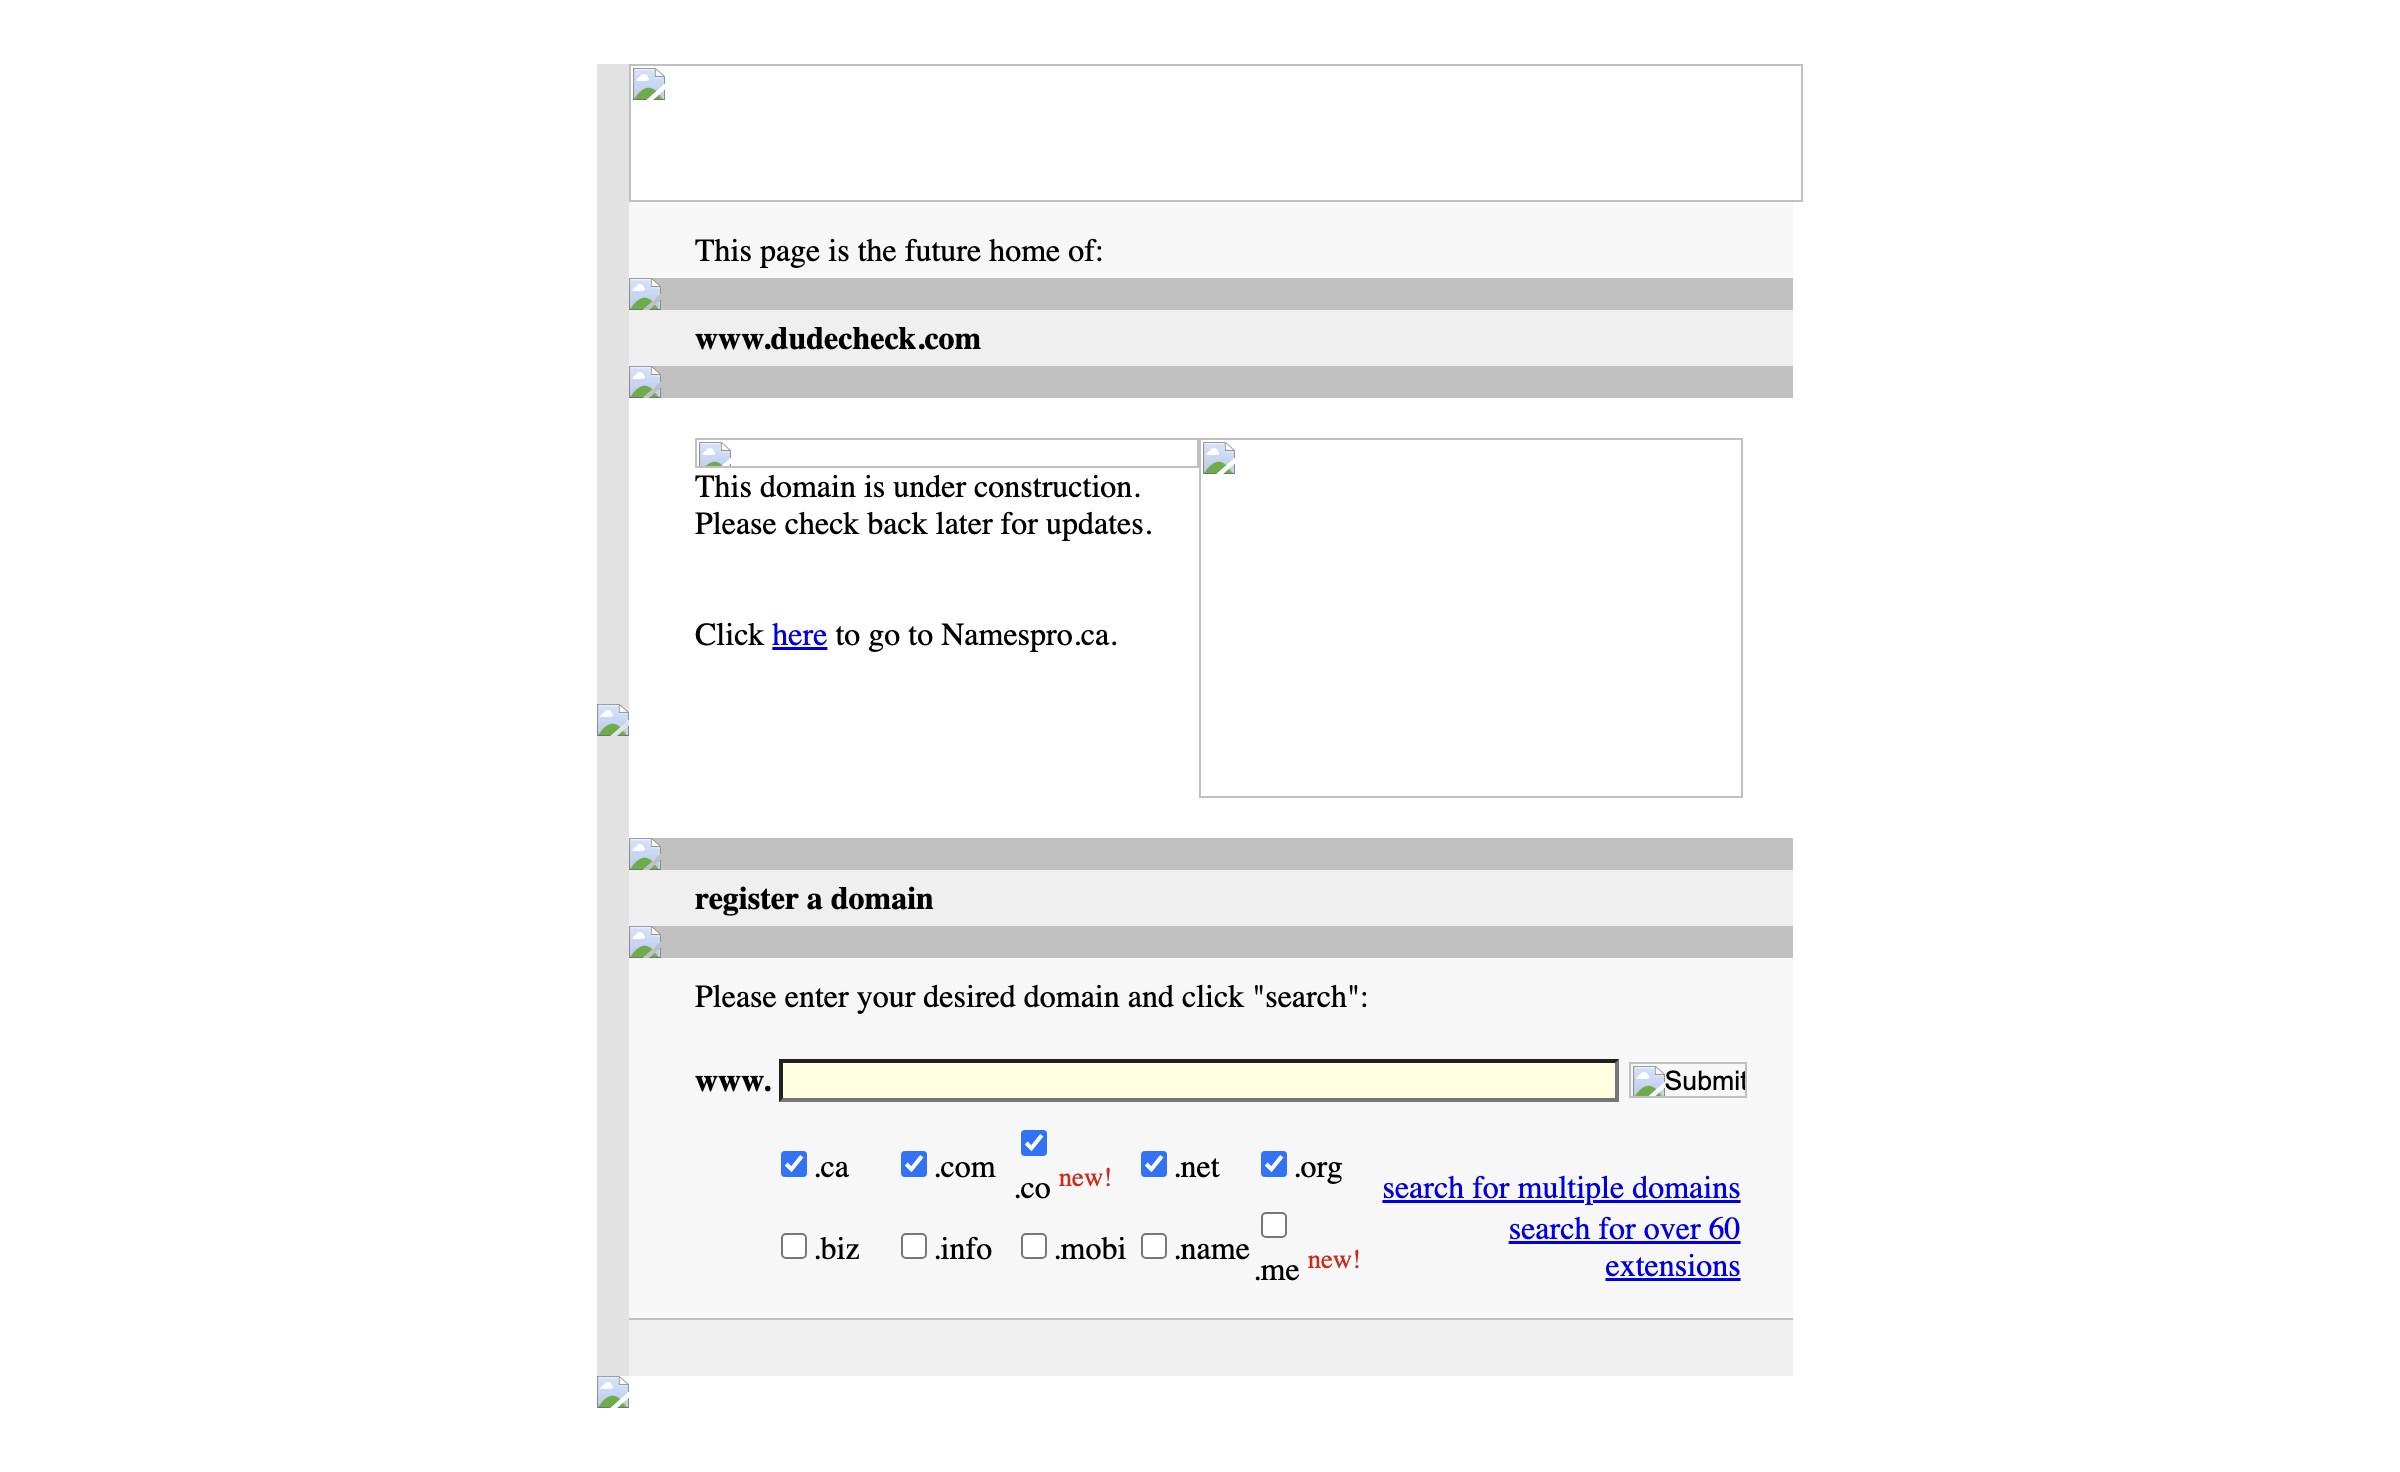 This page is the future home of:
www.dudecheck.com
This domain is under construction.
Please check back later for updates.
Click here to go to Namespro.ca.
register a domain
Please enter your desired domain and click "search":
www. Submit
.ca .com .co new! .net .org
search for multiple domains
.biz .info .mobi .name .me new!
search for over 60
extensions